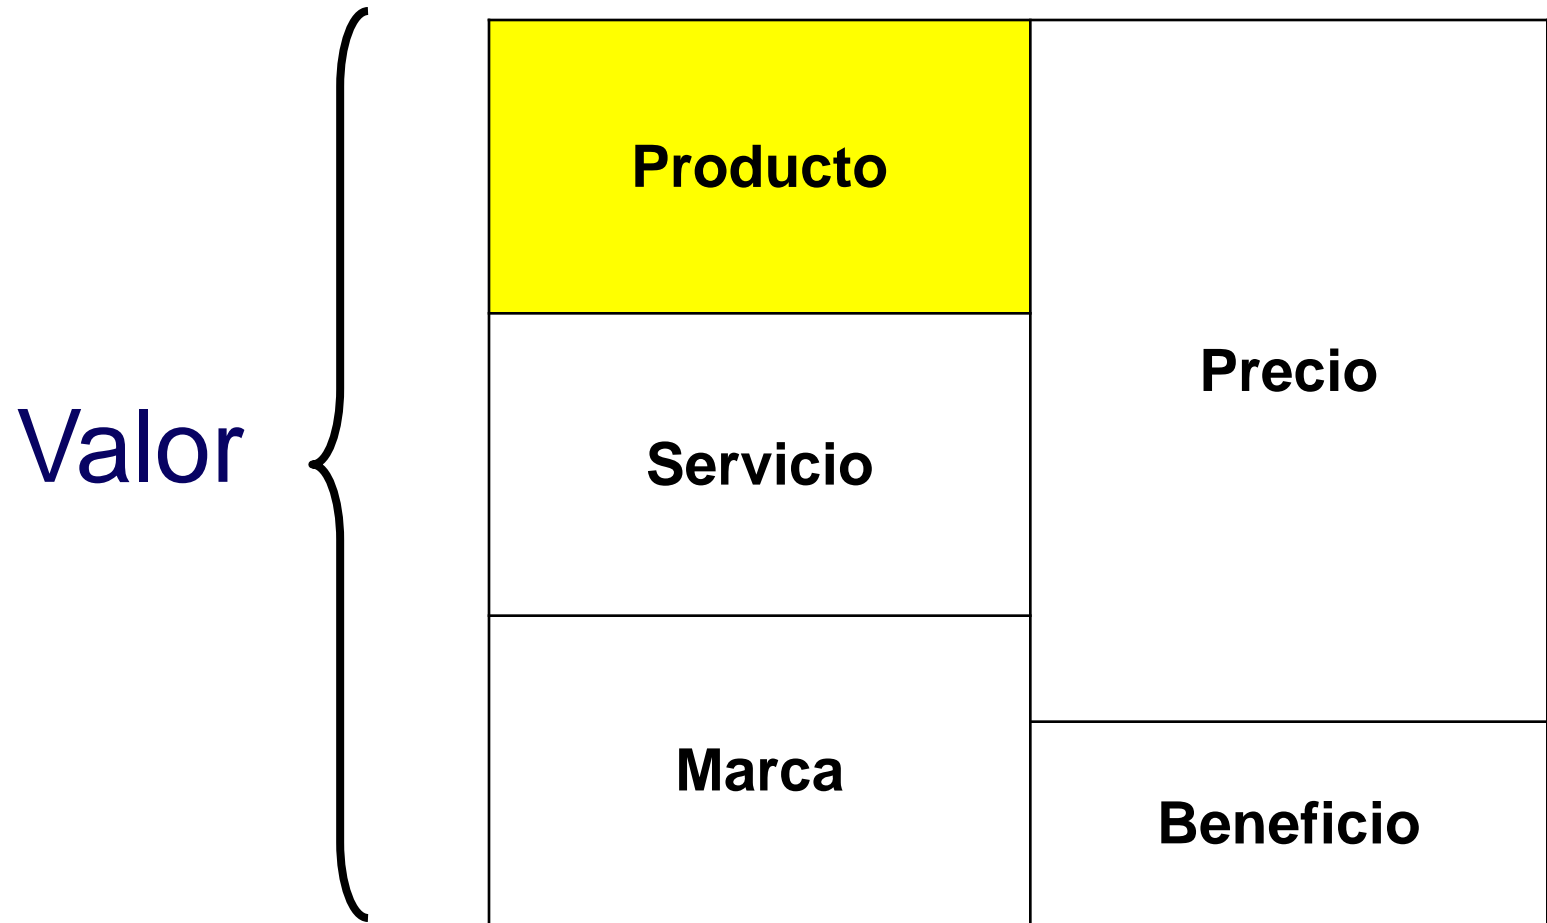 Producto
Precio
Valor
Servicio
Marca
Beneficio